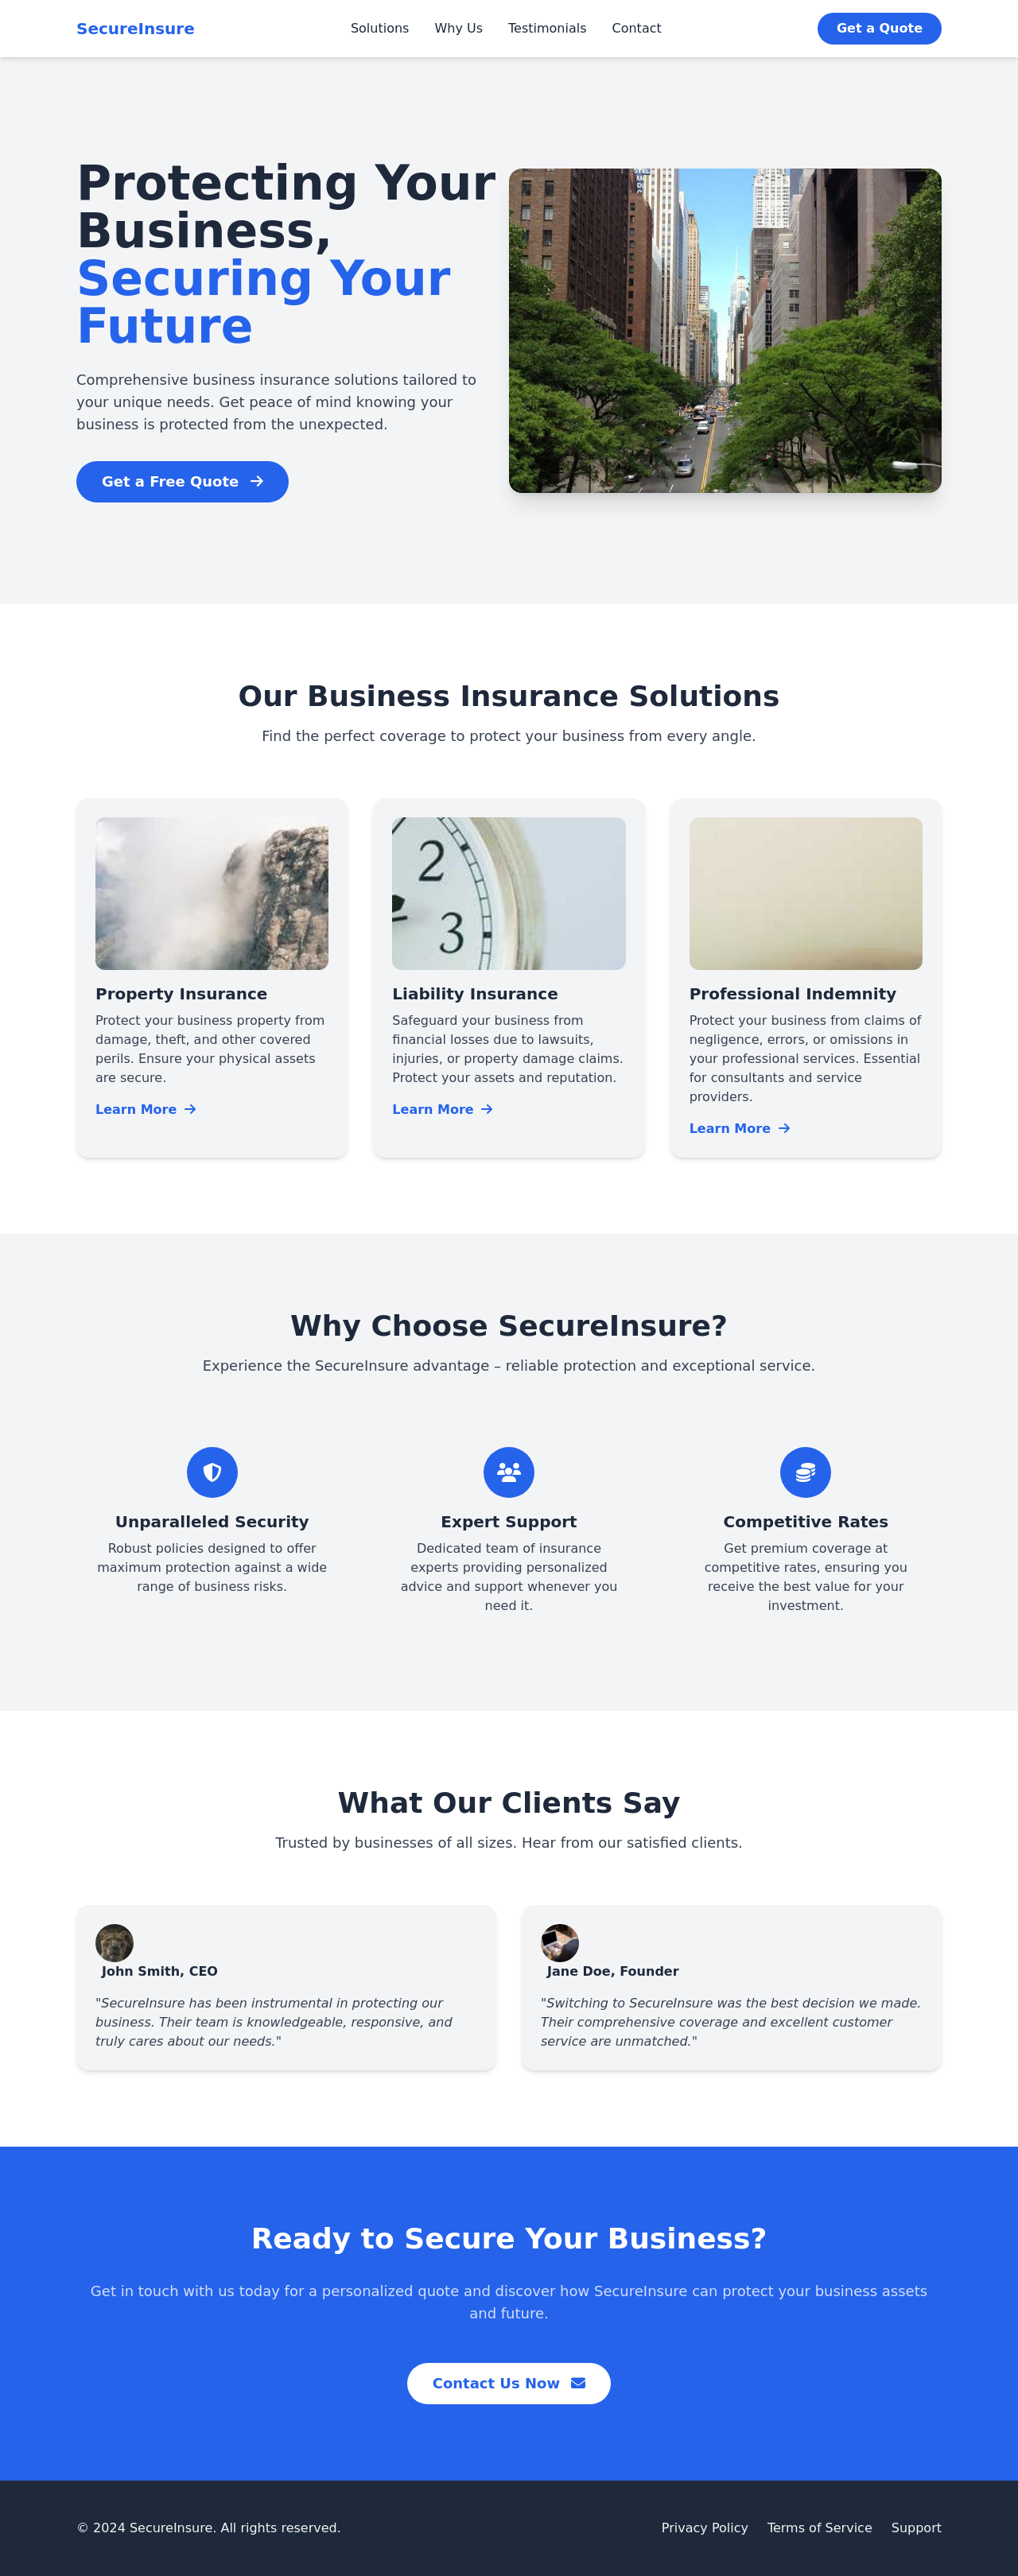 SecureInsure
Solutions
Why Us
Testimonials
Contact
Get a Quote
Protecting Your
Business,
Securing Your
Future
Comprehensive business insurance solutions tailored to
your unique needs. Get peace of mind knowing your
business is protected from the unexpected.
Get a Free Quote
Our Business Insurance Solutions
Find the perfect coverage to protect your business from every angle.
2
3
Property Insurance
Protect your business property from
damage, theft, and other covered
perils. Ensure your physical assets
are secure.
Learn More
Liability Insurance
Safeguard your business from
financial losses due to lawsuits,
injuries, or property damage claims.
Protect your assets and reputation.
Learn More
Professional Indemnity
Protect your business from claims of
negligence, errors, or omissions in
your professional services. Essential
for consultants and service
providers.
Learn More
Why Choose SecureInsure?
Experience the SecureInsure advantage – reliable protection and exceptional service.
Unparalleled Security
Robust policies designed to offer
maximum protection against a wide
range of business risks.
Expert Support
Dedicated team of insurance
experts providing personalized
advice and support whenever you
need it.
Competitive Rates
Get premium coverage at
competitive rates, ensuring you
receive the best value for your
investment.
What Our Clients Say
Trusted by businesses of all sizes. Hear from our satisfied clients.
John Smith, CEO
"SecureInsure has been instrumental in protecting our
business. Their team is knowledgeable, responsive, and
truly cares about our needs."
Jane Doe, Founder
"Switching to SecureInsure was the best decision we made.
Their comprehensive coverage and excellent customer
service are unmatched."
Ready to Secure Your Business?
Get in touch with us today for a personalized quote and discover how SecureInsure can protect your business assets
and future.
Contact Us Now
© 2024 SecureInsure. All rights reserved.
Privacy Policy
Terms of Service
Support